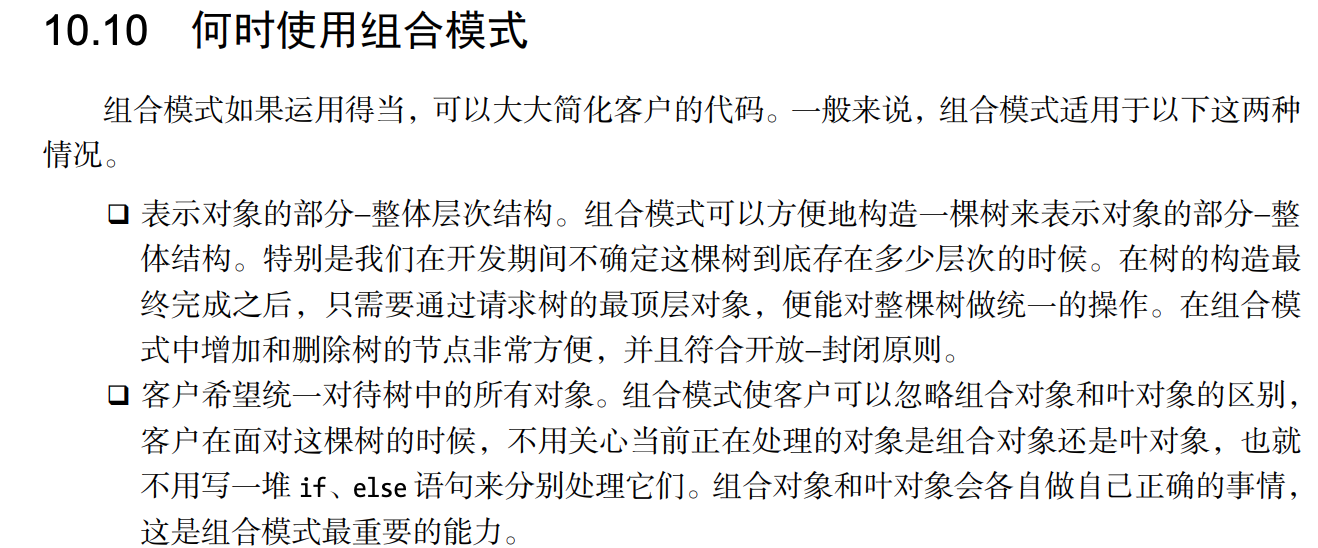 10.10 何时使用组合模式
组合模式如果运用得当，可以大大简化客户的代码。一般来说，组合模式适用于以下这两种
情况。
❑ 表示对象的部分–整体层次结构。组合模式可以方便地构造一棵树来表示对象的部分–整
体结构。特别是我们在开发期间不确定这棵树到底存在多少层次的时候。在树的构造最
终完成之后，只需要通过请求树的最顶层对象，便能对整棵树做统一的操作。在组合模
式中增加和删除树的节点非常方便，并且符合开放–封闭原则。
❑ 客户希望统一对待树中的所有对象。组合模式使客户可以忽略组合对象和叶对象的区别，
客户在面对这棵树的时候，不用关心当前正在处理的对象是组合对象还是叶对象，也就
不用写一堆 if、else 语句来分别处理它们。组合对象和叶对象会各自做自己正确的事情，
这是组合模式最重要的能力。